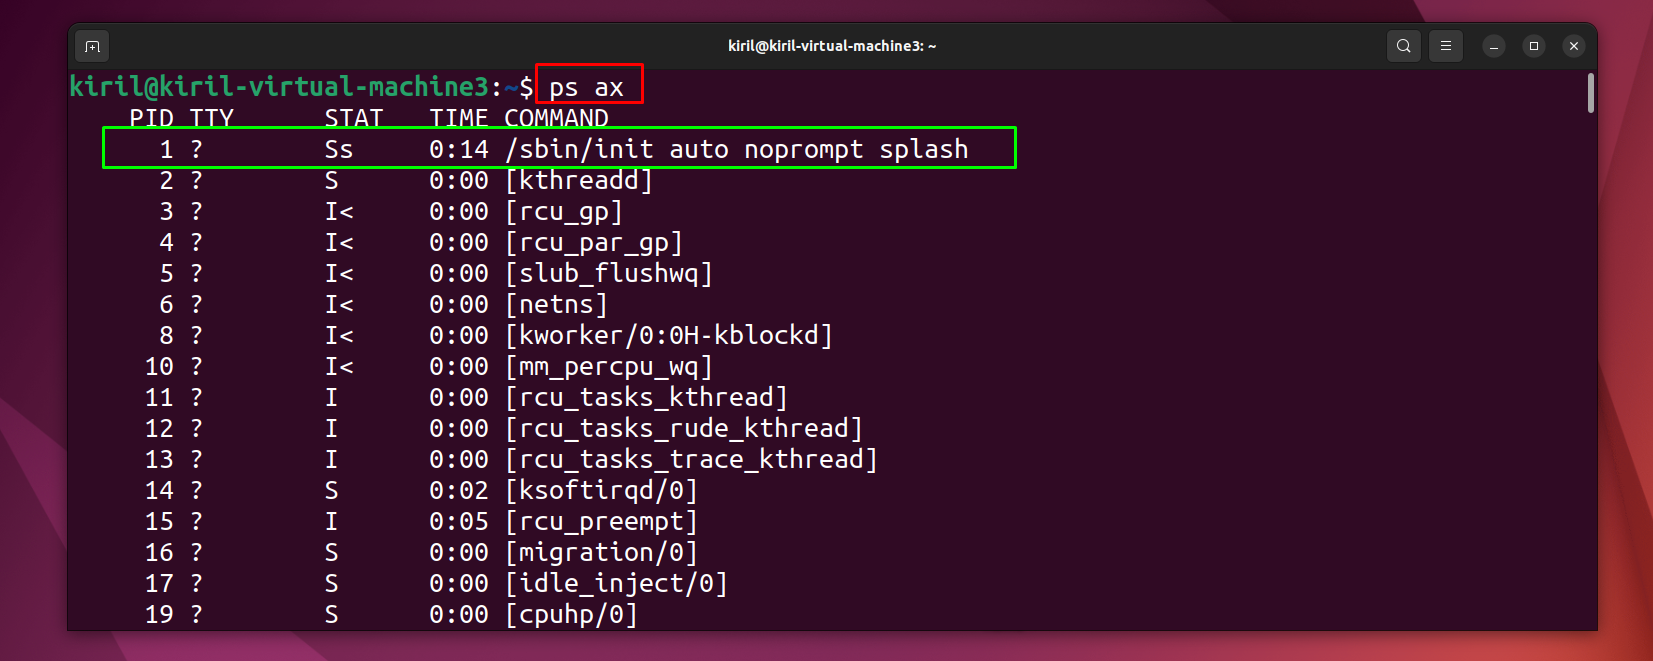 kiril@kiril-virtual-machine3: ~
kiril@kiril-virtual-machine3:~$ ps ax
    PID TTY      STAT   TIME COMMAND
      1 ?        Ss     0:14 /sbin/init auto noprompt splash
      2 ?        S      0:00 [kthreadd]
      3 ?        I<     0:00 [rcu_gp]
      4 ?        I<     0:00 [rcu_par_gp]
      5 ?        I<     0:00 [slub_flushwq]
      6 ?        I<     0:00 [netns]
      8 ?        I<     0:00 [kworker/0:0H-kblockd]
     10 ?        I<     0:00 [mm_percpu_wq]
     11 ?        I      0:00 [rcu_tasks_kthread]
     12 ?        I      0:00 [rcu_tasks_rude_kthread]
     13 ?        I      0:00 [rcu_tasks_trace_kthread]
     14 ?        S      0:02 [ksoftirqd/0]
     15 ?        I      0:05 [rcu_preempt]
     16 ?        S      0:00 [migration/0]
     17 ?        S      0:00 [idle_inject/0]
     19 ?        S      0:00 [cpuhp/0]